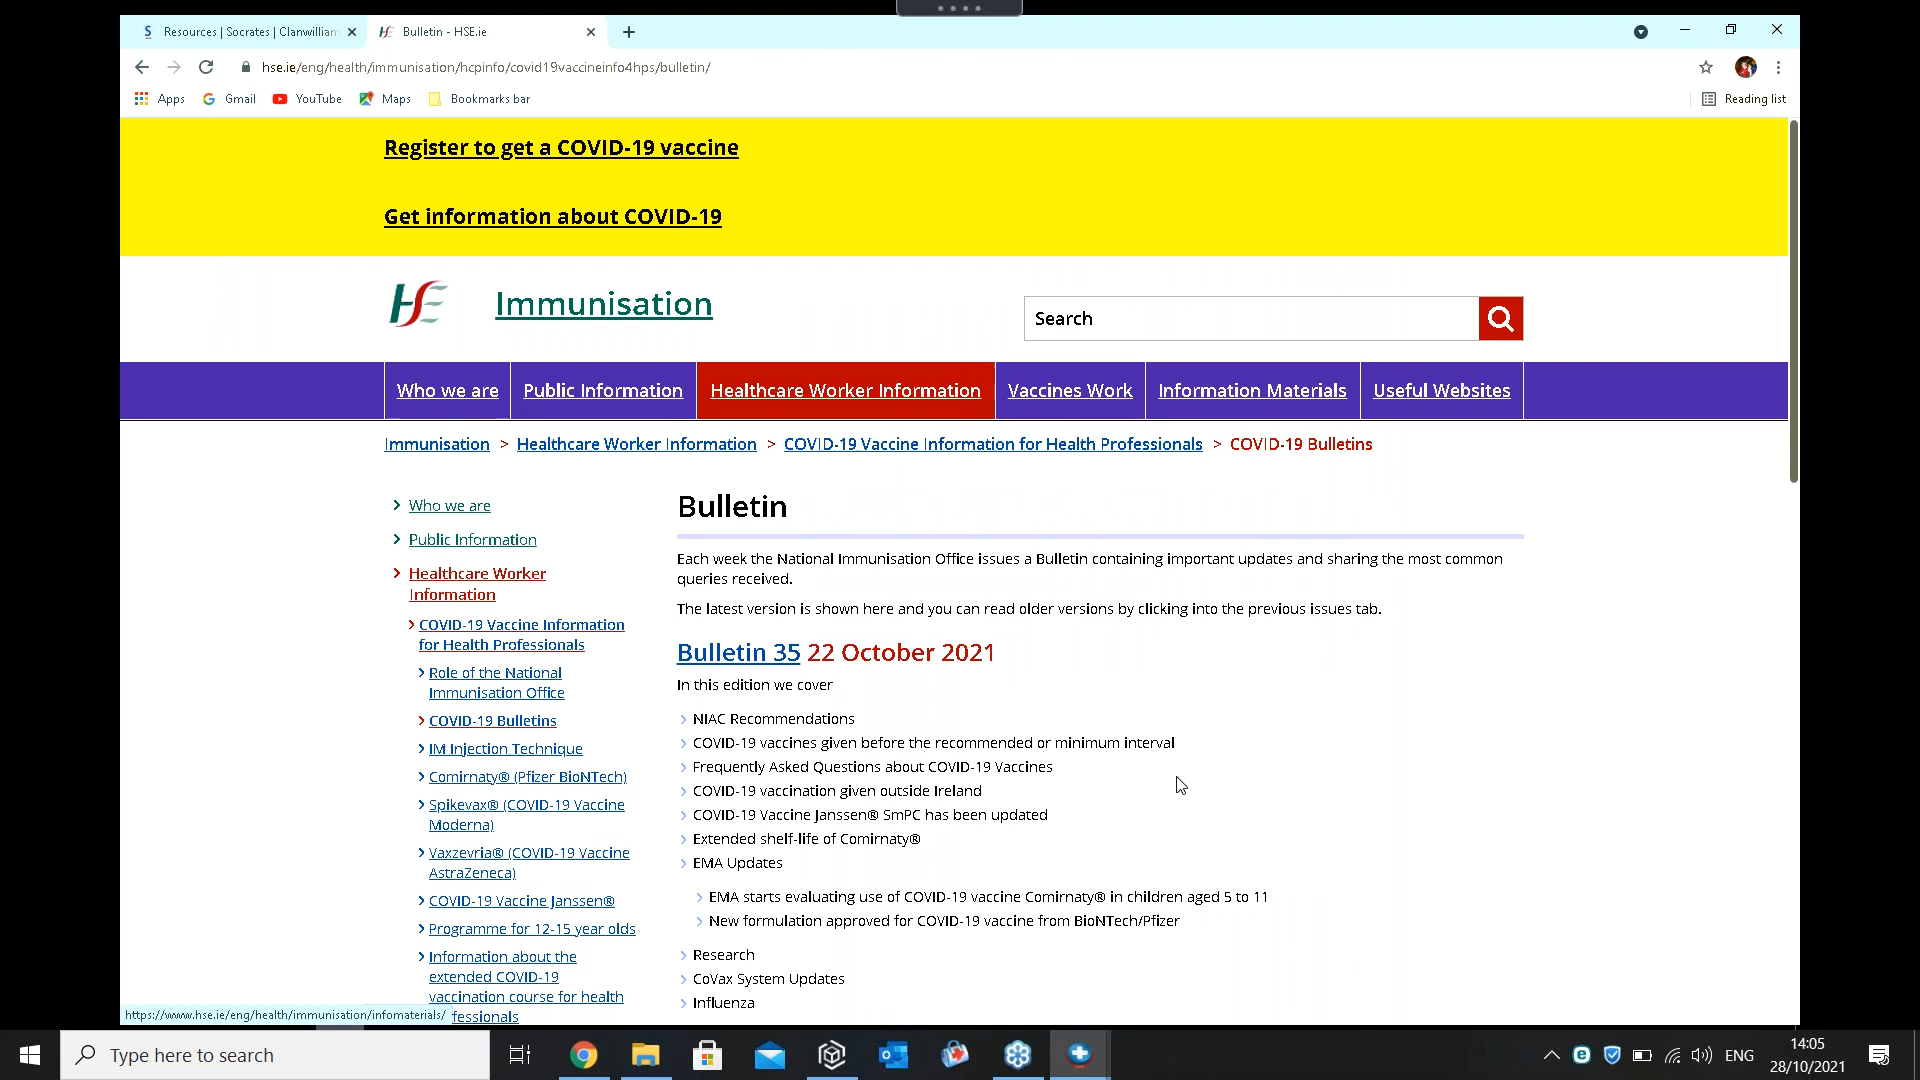 Resources | Socrates | Clanwilliam
Bulletin - HSE.ie
hse.ie/eng/health/immunisation/hcpinfo/covid19vaccineinfo4hps/bulletin/
Apps
Gmail
YouTube
Maps
Bookmarks bar
Reading list
Register to get a COVID-19 vaccine
Get information about COVID-19
HE
Immunisation
Search
Who we are
Public Information
Healthcare Worker Information
Vaccines Work
Information Materials
Useful Websites
Immunisation > Healthcare Worker Information > COVID-19 Vaccine Information for Health Professionals > COVID-19 Bulletins
Who we are
Public Information
Healthcare Worker
Information
COVID-19 Vaccine Information
for Health Professionals
Role of the National
Immunisation Office
COVID-19 Bulletins
IM Injection Technique
Comirnaty® (Pfizer BioNTech)
Spikevax® (COVID-19 Vaccine
Moderna)
Vaxzevria® (COVID-19 Vaccine
AstraZeneca)
COVID-19 Vaccine Janssen®
Programme for 12-15 year olds
Information about the
extended COVID-19
vaccination course for health
fessionals
Bulletin
Each week the National Immunisation Office issues a Bulletin containing important updates and sharing the most common
queries received.
The latest version is shown here and you can read older versions by clicking into the previous issues tab.
Bulletin 35 22 October 2021
In this edition we cover
NIAC Recommendations
COVID-19 vaccines given before the recommended or minimum interval
Frequently Asked Questions about COVID-19 Vaccines
COVID-19 vaccination given outside Ireland
COVID-19 Vaccine Janssen® SmPC has been updated
Extended shelf-life of Comirnaty®
EMA Updates
EMA starts evaluating use of COVID-19 vaccine Comirnaty® in children aged 5 to 11
New formulation approved for COVID-19 vaccine from BioNTech/Pfizer
Research
CoVax System Updates
Influenza
https://www.hse.ie/eng/health/immunisation/infomaterials/
Type here to search
ENG
14:05
28/10/2021